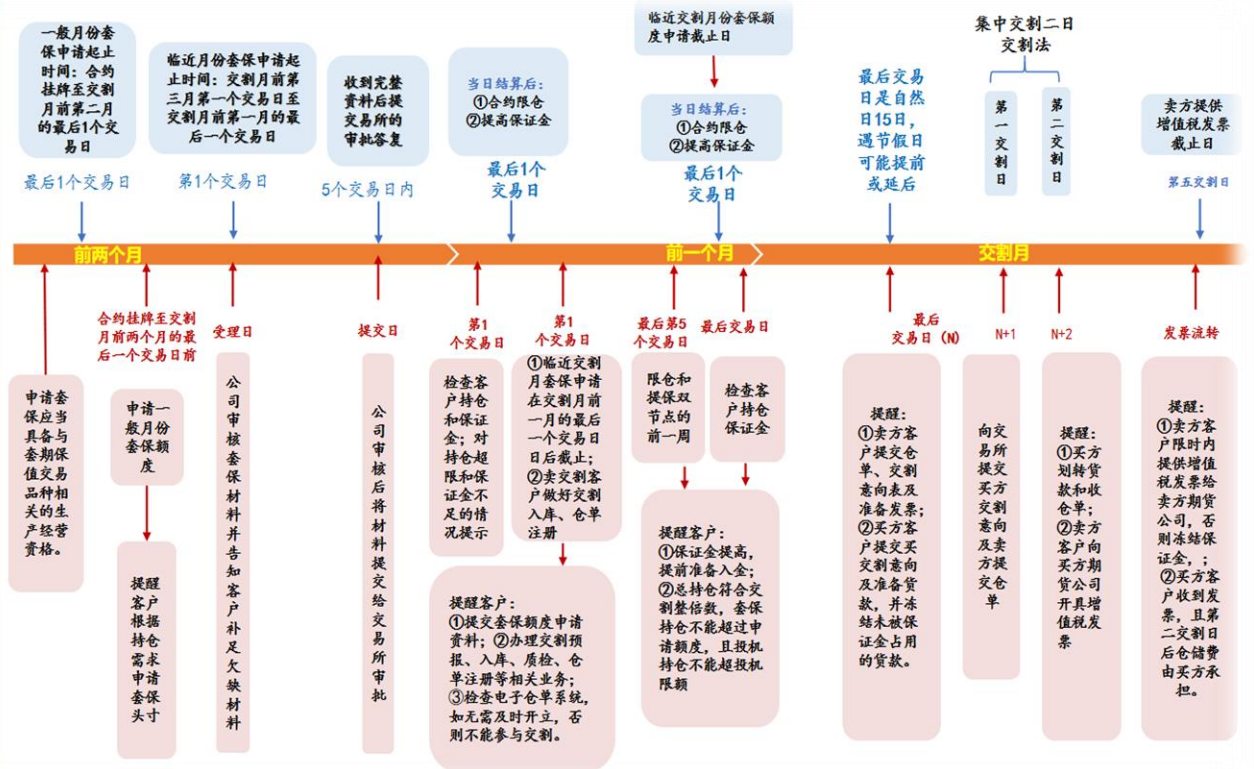 一般月份套
保申请起止
时间：合约
挂牌至交割
月前第二月
的最后1个交
易日
最后1个交易日
临近月份套保申请起
止时间：交割月前第
三月第一个交易日至
交割月前第一月的最
后一个交易日
第1个交易日
收到完整
资料后提
交易所的
审批答复
5个交易日内
当日结算后：
①合约限仓
②提高保证金
最后1个
交易日
临近交割月份套保额
度申请截止日
当日结算后：
①合约限仓
②提高保证金
最后1个
交易日
最后交易
日是自然
日15日，
遇节假日
可能提前
或延后
集中交割二日
交割法
第一交割日
第二交割日
卖方提供
增值税发票
截止日
第五交割日
前两个月
前一个月
交割月
申请套
保应当
具备与
套期保
值交易
品种相
关的生
产经营
资格。
合约挂牌至交割
月前两个月的最
后一个交易日前
申请一
般月份
套保额
度
提醒
客户
根据
持仓
需求
申请
套保
头寸
受理日
公司审核套保材料并告知客户补足欠缺材料
提交日
公司审核后将材料提交给交易所审批
第1
个交易日
检查客
户持仓
和保证
金；对
持仓超
限和保
证金不
足的情
况提示
第1
个交易日
①临近交割
月套保申请
在交割月前
一月的最后
一个交易日
日后截止；
②卖交割客
户做好交割
入库、仓单
注册
提醒客户：
①提交套保额度申请
资料；②办理交割预
报、入库、质检、仓
单注册等相关业务；
③检查电子仓单系统，
如无需及时开立，否
则不能参与交割。
最后第5
个交易日
限仓和
提保双
节点的
前一周
最后交易日
检查客
户持仓
保证金
提醒客户：
①保证金提高，
提前准备入金；
②总持仓符合交
割整倍数，套保
持仓不能超过申
请额度，且投机
持仓不能超投机
限额
最后
交易日（N）
提醒：
①卖方客
户提交仓
单、交割
意向表及
准备发票；
②买方客
户提交买
交割意向
及准备货
款，并冻
结未被保
证金占用
的货款。
N+1
向交
易所
提交
买方
交割
意向
及卖
方提
交仓
单
N+2
提醒：
①买方
划转货
款和收
仓单；
②卖方
客户向
买方期
货公司
开具增
值税发
票
发票流转
提醒：
①卖方客
户限时内
提供增值
税发票给
卖方期货
公司，否
则冻结保
证金，；
②买方客
户收到发
票，且第
二交割日
后仓储费
由买方承
担。